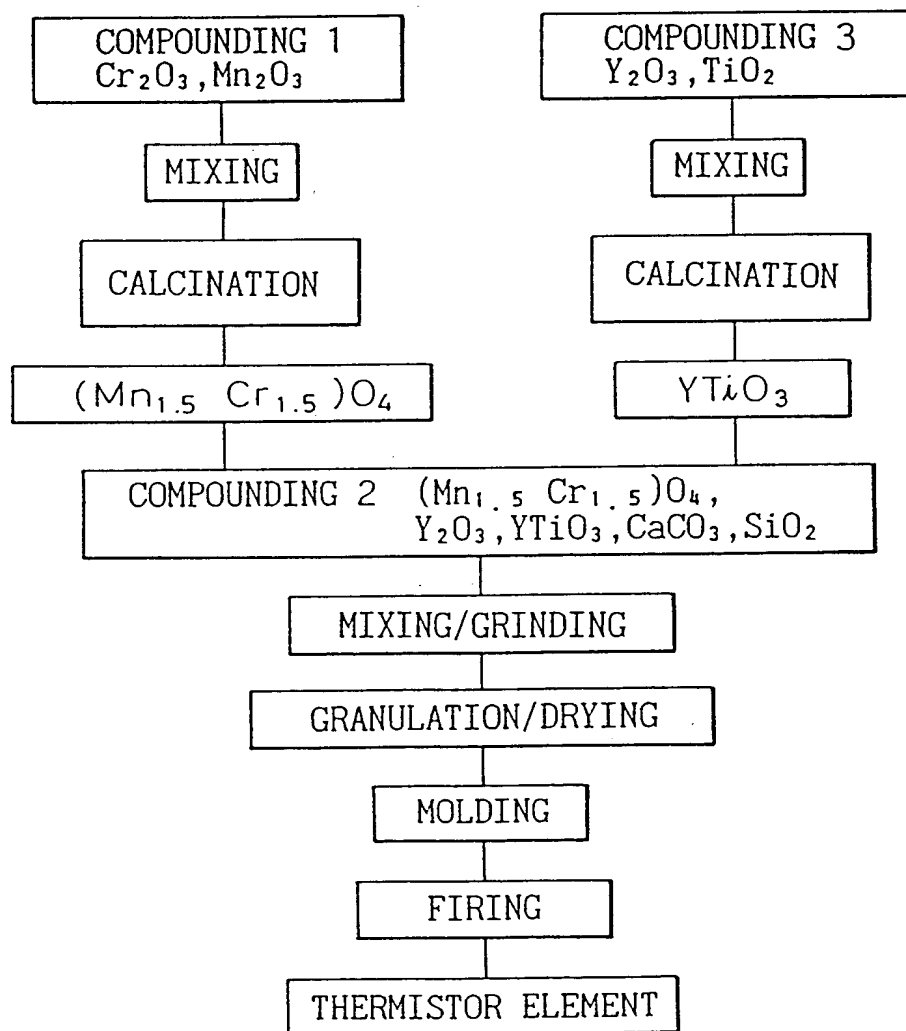 COMPOUNDING 1
Cr₂O₃,Mn₂O₃
MIXING
CALCINATION
(Mn₁.₅ Cr₁.₅)O₄
COMPOUNDING 3
Y₂O₃,TiO₂
MIXING
CALCINATION
YTiO₃
COMPOUNDING 2 (Mn₁.₅ Cr₁.₅)O₄,
Y₂O₃,YTiO₃,CaCO₃,SiO₂
MIXING/GRINDING
GRANULATION/DRYING
MOLDING
FIRING
THERMISTOR ELEMENT